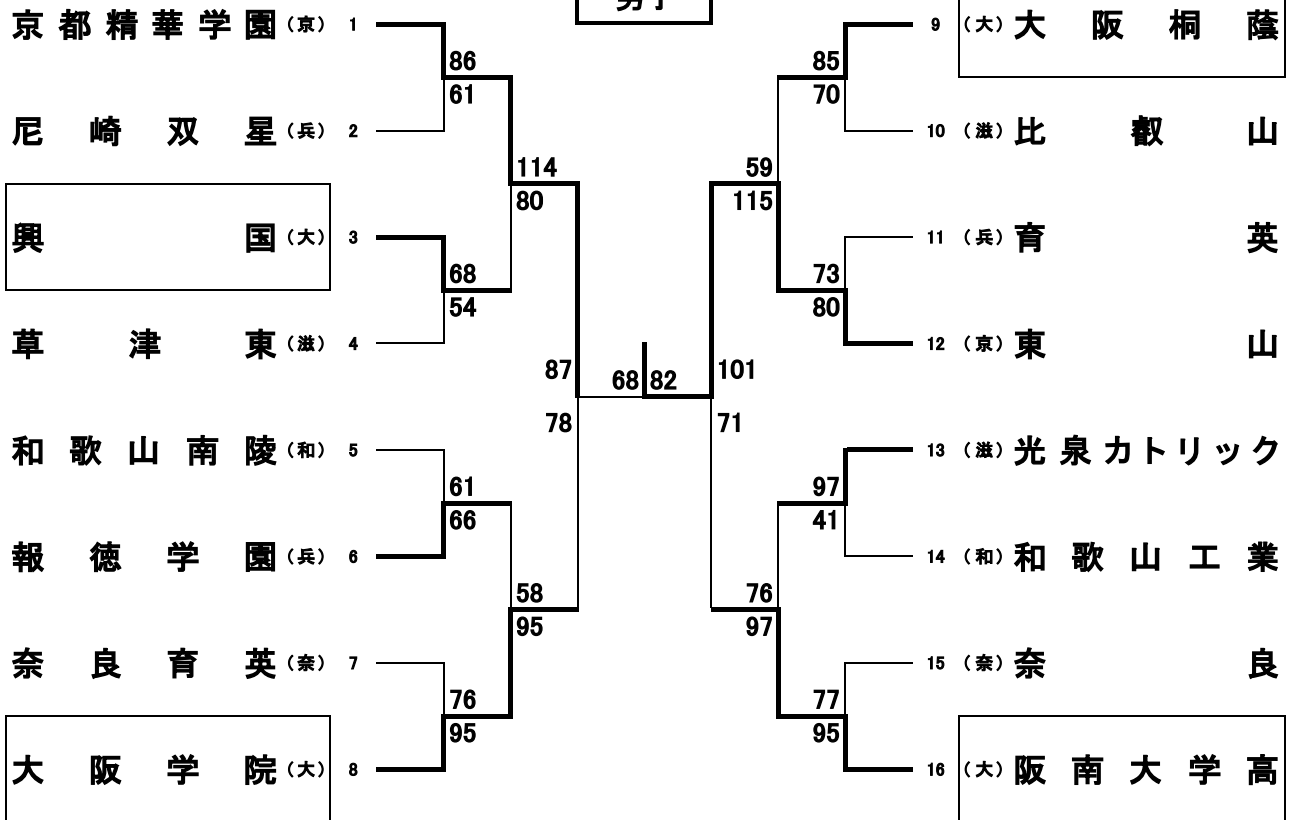 男子
京都精華学園 (京) 1
86
61
尼崎双星 (兵) 2
114
80
興国 (大) 3
68
54
草津東 (滋) 4
87
78
和歌山南陵 (和) 5
61
66
報徳学園 (兵) 6
58
95
奈良育英 (奈) 7
76
95
大阪学院 (大) 8
68 82
9 (大) 大阪桐蔭
85
70
10 (滋) 比叡山
59
115
11 (兵) 育英
73
80
12 (京) 東山
101
71
13 (滋) 光泉カトリック
97
41
14 (和) 和歌山工業
76
97
15 (奈) 奈良
77
95
16 (大) 阪南大学高